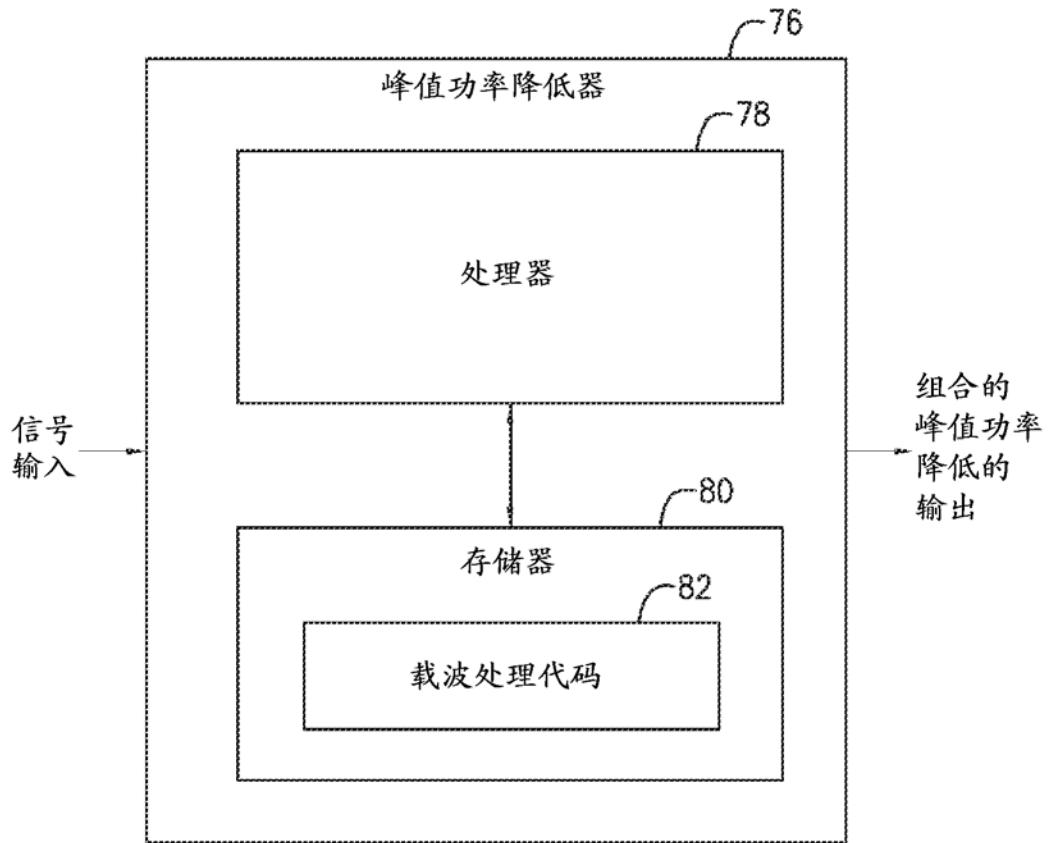 76
峰值功率降低器
78
处理器
信号
输入
组合的
峰值功率
降低的
输出
80
存储器
82
载波处理代码